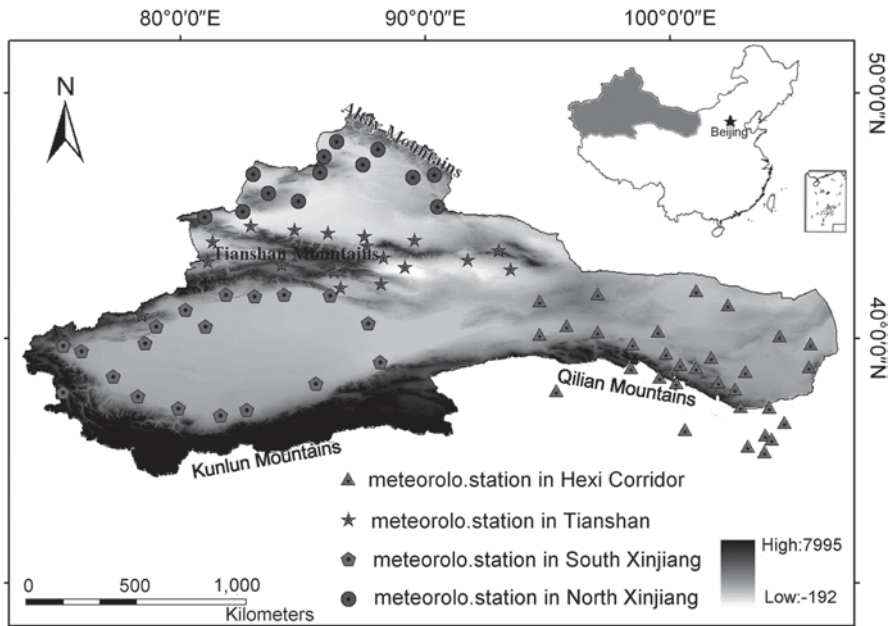 80°0'0"E 90°0'0"E 100°0'0"E
50°0'0"N
40°0'0"N
N
Altay Mountains
Beijing
Tianshan Mountains
Qilian Mountains
Kunlun Mountains
meteorolo.station in Hexi Corridor
meteorolo.station in Tianshan
meteorolo.station in South Xinjiang
meteorolo.station in North Xinjiang
High:7995
Low:-192
0 500 1,000
Kilometers